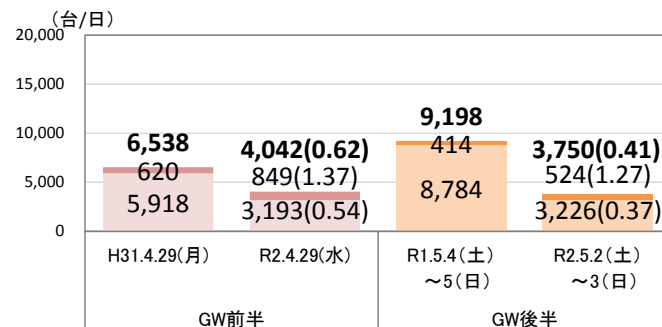 (台/日)
20,000
15,000
10,000
5,000
0
6,538
620
5,918
4,042(0.62)
849(1.37)
3,193(0.54)
9,198
414
8,784
3,750(0.41)
524(1.27)
3,226(0.37)
H31.4.29(月)
R2.4.29(水)
R1.5.4(土)
～5(日)
R2.5.2(土)
～3(日)
GW前半
GW後半